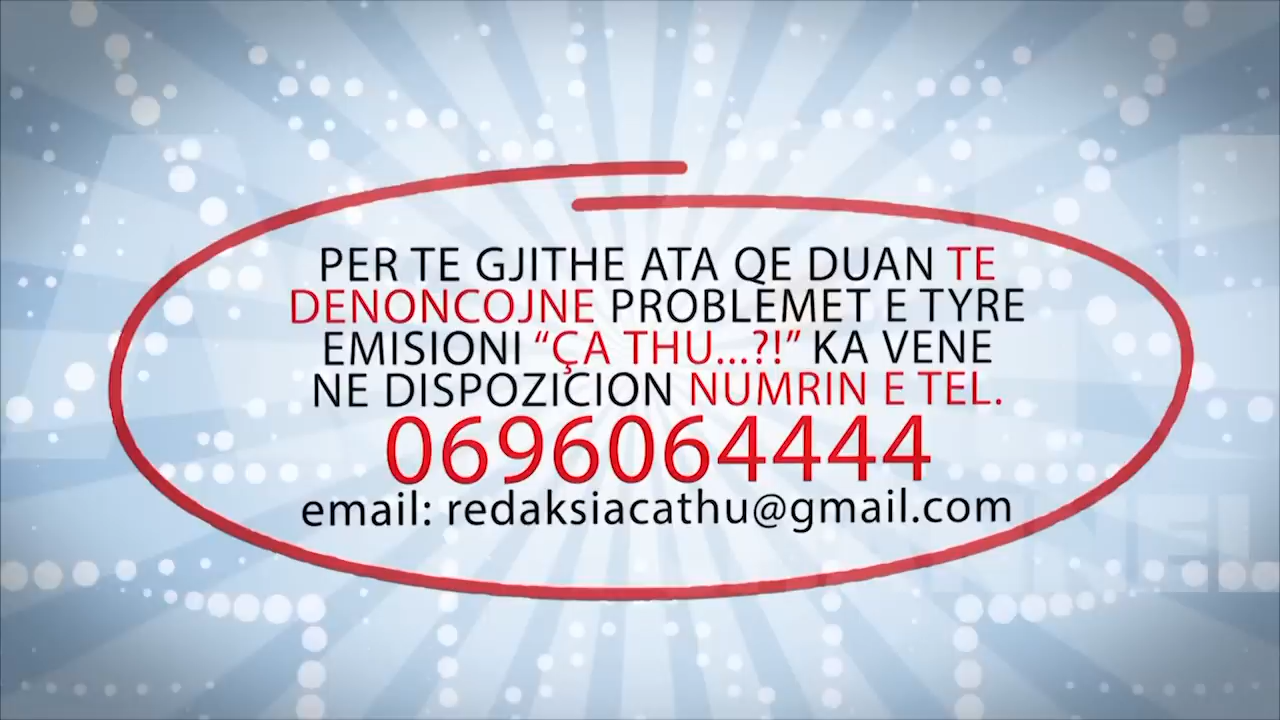 PER TE GJITHE ATA QE DUAN TE
DENONCOJNE PROBLEMET E TYRE
EMISIONI “ÇA THU...?!” KA VENE
NE DISPOZICION NUMRIN E TEL.
0696064444
email: redaksiacathu@gmail.com